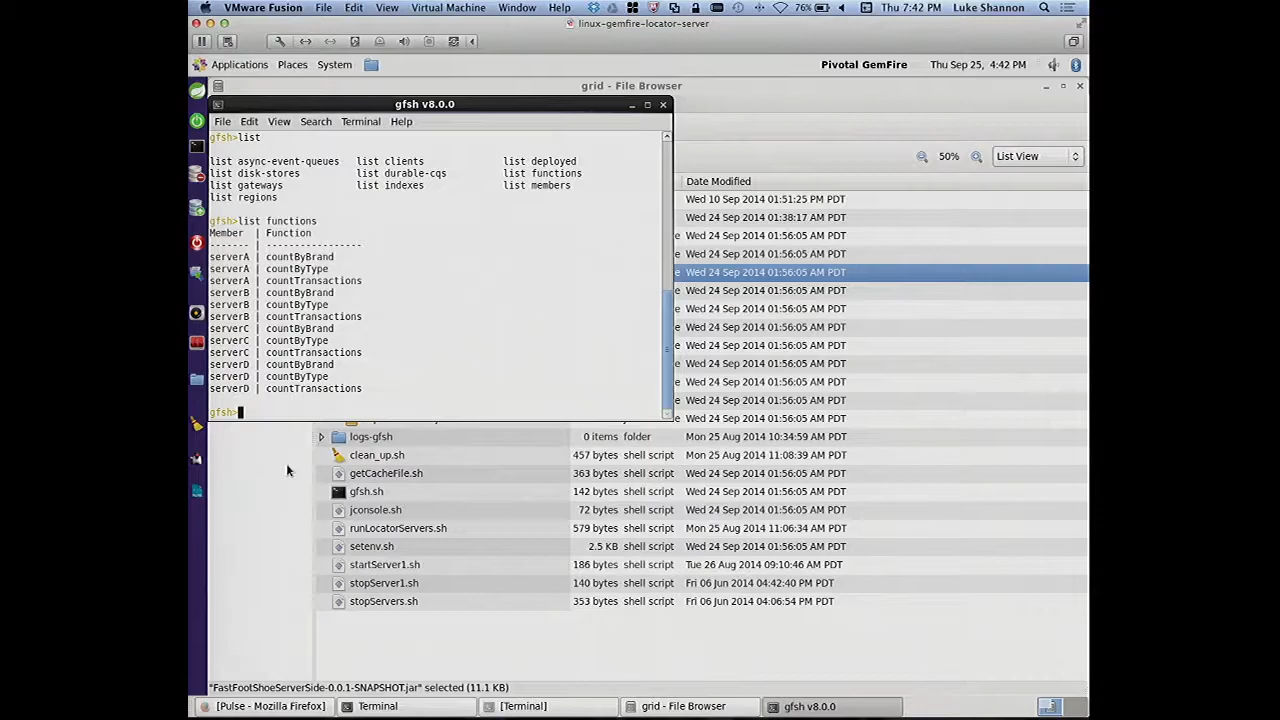 VMware Fusion File Edit View Virtual Machine Window Help 76% Thu 7:42 PM Luke Shannon
linux-gemfire-locator-server
Applications Places System Pivotal GemFire Thu Sep 25, 4:42 PM
grid - File Browser
gfsh v8.0.0
File Edit View Search Terminal Help
gfsh>list
50% List View
list async-event-queues list clients list deployed
list disk-stores list durable-cqs list functions
list gateways list indexes list members
list regions
gfsh>list functions
Member | Function
------- | -----------------
serverA | countByBrand
serverA | countByType
serverA | countTransactions
serverB | countByBrand
serverB | countByType
serverB | countTransactions
serverC | countByBrand
serverC | countByType
serverC | countTransactions
serverD | countByBrand
serverD | countByType
serverD | countTransactions
gfsh>
Date Modified
Wed 10 Sep 2014 01:51:25 PM PDT
Wed 24 Sep 2014 01:38:17 AM PDT
Wed 24 Sep 2014 01:56:05 AM PDT
Wed 24 Sep 2014 01:56:05 AM PDT
Wed 24 Sep 2014 01:56:05 AM PDT
Wed 24 Sep 2014 01:56:05 AM PDT
Wed 24 Sep 2014 01:56:05 AM PDT
Wed 24 Sep 2014 01:56:05 AM PDT
Wed 24 Sep 2014 01:56:05 AM PDT
Wed 24 Sep 2014 01:56:05 AM PDT
Wed 24 Sep 2014 01:56:05 AM PDT
Wed 24 Sep 2014 01:56:05 AM PDT
Wed 24 Sep 2014 01:56:05 AM PDT
logs-gfsh 0 items folder Mon 25 Aug 2014 10:34:59 AM PDT
clean_up.sh 457 bytes shell script Mon 25 Aug 2014 11:08:39 AM PDT
getCacheFile.sh 363 bytes shell script Wed 24 Sep 2014 01:56:05 AM PDT
gfsh.sh 142 bytes shell script Wed 24 Sep 2014 01:56:05 AM PDT
jconsole.sh 72 bytes shell script Wed 24 Sep 2014 01:56:05 AM PDT
runLocatorServers.sh 579 bytes shell script Mon 25 Aug 2014 11:06:34 AM PDT
setenv.sh 2.5 KB shell script Wed 24 Sep 2014 01:56:05 AM PDT
startServer1.sh 186 bytes shell script Tue 26 Aug 2014 09:10:46 AM PDT
stopServer1.sh 140 bytes shell script Fri 06 Jun 2014 04:42:40 PM PDT
stopServers.sh 353 bytes shell script Fri 06 Jun 2014 04:06:54 PM PDT
"FastFootShoeServerSide-0.0.1-SNAPSHOT.jar" selected (11.1 KB)
[Pulse - Mozilla Firefox] Terminal [Terminal] grid - File Browser gfsh v8.0.0